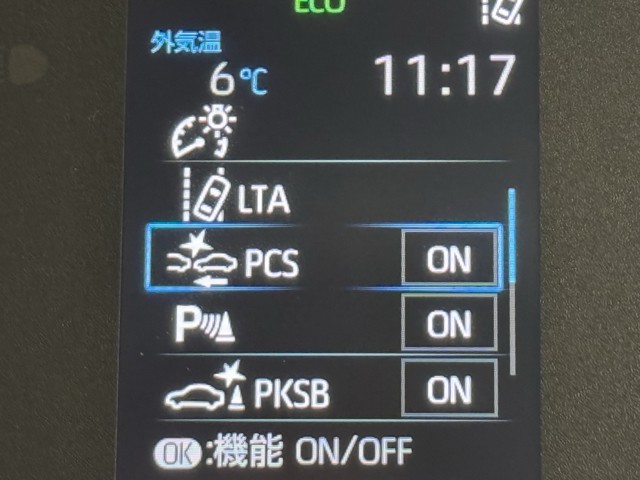 ECO
外気温
6℃ 11:17
LTA
PCS ON
P ON
PKSB ON
OK:機能 ON/OFF